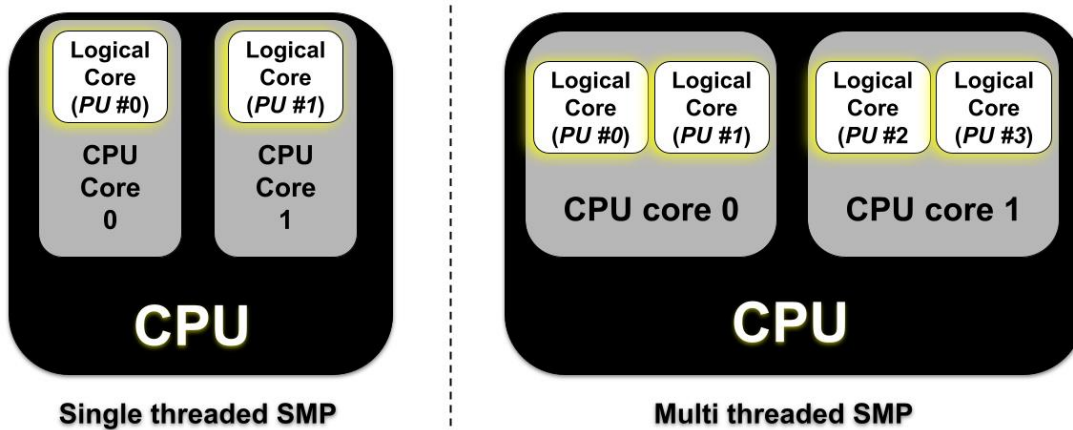 Logical
Core
(PU #0)
CPU
Core
0
Logical
Core
(PU #1)
CPU
Core
1
CPU
Single threaded SMP
Logical
Core
(PU #0)
Logical
Core
(PU #1)
CPU core 0
Logical
Core
(PU #2
Logical
Core
(PU #3)
CPU core 1
CPU
Multi threaded SMP